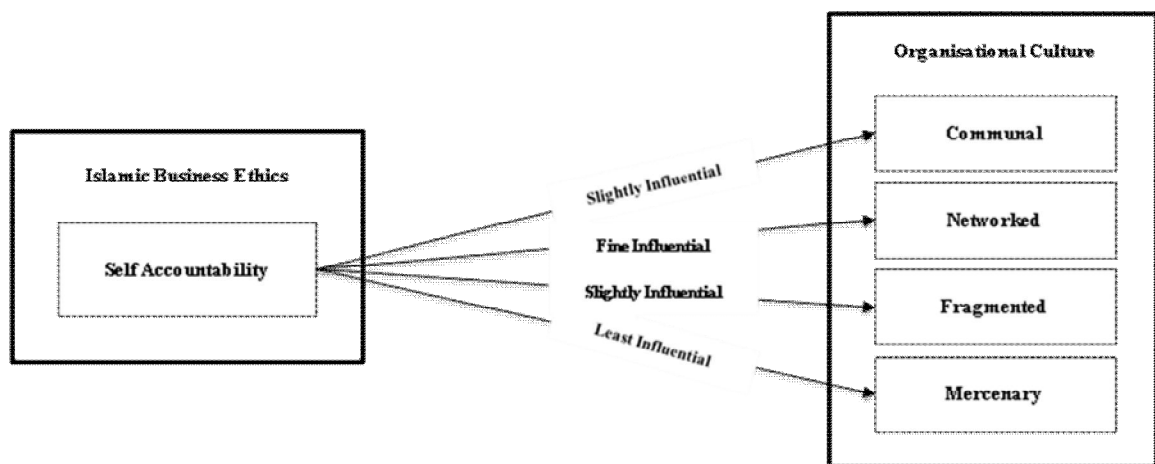 Organisational Culture
Communal
Islamic Business Ethics
Slightly Influential
Networked
Fine Influential
Self Accountability
Slightly Influential
Fragmented
Least Influential
Mercenary